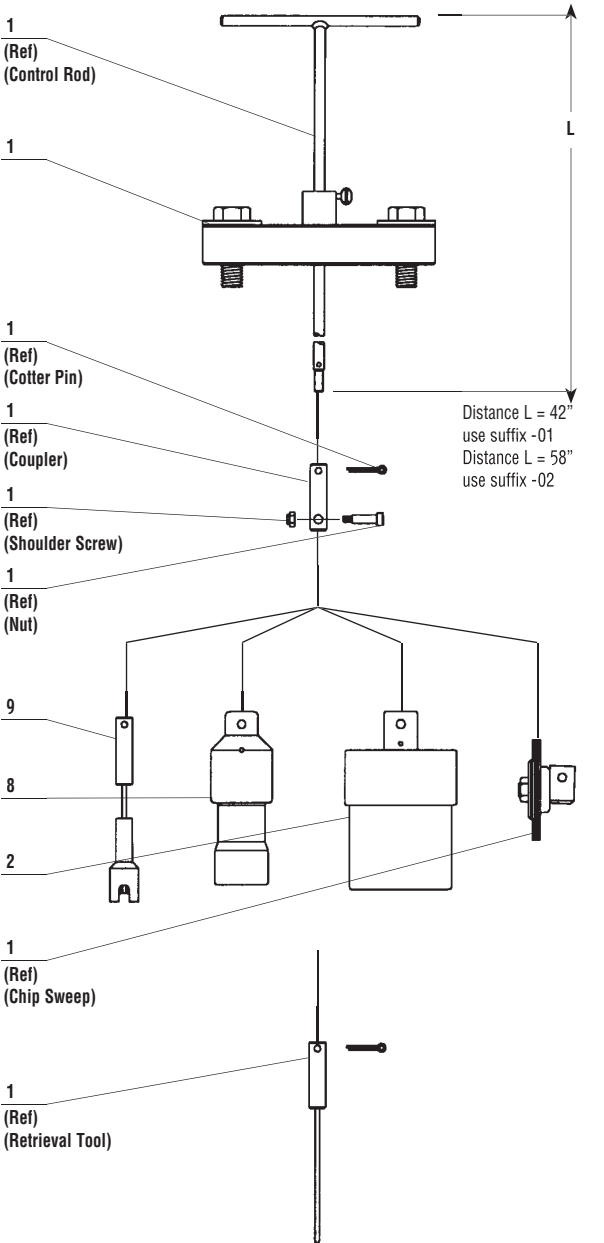 1
(Ref)
(Control Rod)
L
1
1
(Ref)
(Cotter Pin)
1
(Ref)
(Coupler)
Distance L = 42”
use suffix -01
Distance L = 58”
use suffix -02
1
(Ref)
(Shoulder Screw)
1
(Ref)
(Nut)
9
8
2
1
(Ref)
(Chip Sweep)
1
(Ref)
(Retrieval Tool)